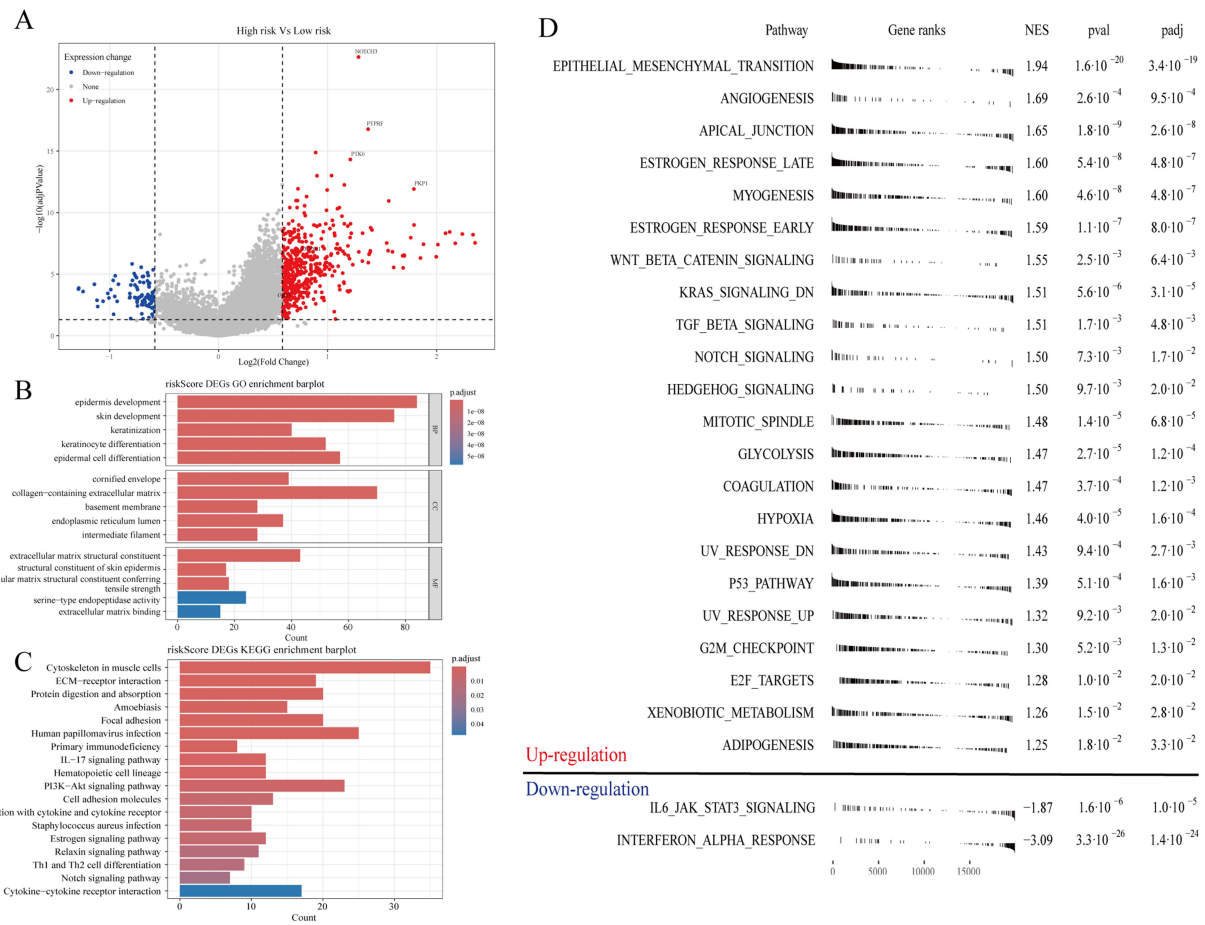 A
High risk Vs Low risk
Expression change
Down−regulation
None
Up−regulation
NOTCH3
PTPRF
PTK6
PKP1
−log10(adjPValue)
20
15
10
5
0
−1
0
1
2
Log2(Fold Change)
B
riskScore DEGs GO enrichment barplot
epidermis development
skin development
keratinization
keratinocyte differentiation
epidermal cell differentiation
BP
cornified envelope
collagen−containing extracellular matrix
basement membrane
endoplasmic reticulum lumen
intermediate filament
CC
extracellular matrix structural constituent
structural constituent of skin epidermis
ular matrix structural constituent conferring
tensile strength
serine−type endopeptidase activity
extracellular matrix binding
MF
0
20
40
60
80
Count
p.adjust
1e−08
2e−08
3e−08
4e−08
5e−08
C
riskScore DEGs KEGG enrichment barplot
Cytoskeleton in muscle cells
ECM−receptor interaction
Protein digestion and absorption
Amoebiasis
Focal adhesion
Human papillomavirus infection
Primary immunodeficiency
IL−17 signaling pathway
Hematopoietic cell lineage
PI3K−Akt signaling pathway
Cell adhesion molecules
tion with cytokine and cytokine receptor
Staphylococcus aureus infection
Estrogen signaling pathway
Relaxin signaling pathway
Th1 and Th2 cell differentiation
Notch signaling pathway
Cytokine−cytokine receptor interaction
0
10
20
30
Count
p.adjust
0.01
0.02
0.03
0.04
D
Pathway Gene ranks NES pval padj
EPITHELIAL_MESENCHYMAL_TRANSITION 1.94 1.6·10 −20 3.4·10 −19
ANGIOGENESIS 1.69 2.6·10 −4 9.5·10 −4
APICAL_JUNCTION 1.65 1.8·10 −9 2.6·10 −8
ESTROGEN_RESPONSE_LATE 1.60 5.4·10 −8 4.8·10 −7
MYOGENESIS 1.60 4.6·10 −8 4.8·10 −7
ESTROGEN_RESPONSE_EARLY 1.59 1.1·10 −7 8.0·10 −7
WNT_BETA_CATENIN_SIGNALING 1.55 2.5·10 −3 6.4·10 −3
KRAS_SIGNALING_DN 1.51 5.6·10 −6 3.1·10 −5
TGF_BETA_SIGNALING 1.51 1.7·10 −3 4.8·10 −3
NOTCH_SIGNALING 1.50 7.3·10 −3 1.7·10 −2
HEDGEHOG_SIGNALING 1.50 9.7·10 −3 2.0·10 −2
MITOTIC_SPINDLE 1.48 1.4·10 −5 6.8·10 −5
GLYCOLYSIS 1.47 2.7·10 −5 1.2·10 −4
COAGULATION 1.47 3.7·10 −4 1.2·10 −3
HYPOXIA 1.46 4.0·10 −5 1.6·10 −4
UV_RESPONSE_DN 1.43 9.4·10 −4 2.7·10 −3
P53_PATHWAY 1.39 5.1·10 −4 1.6·10 −3
UV_RESPONSE_UP 1.32 9.2·10 −3 2.0·10 −2
G2M_CHECKPOINT 1.30 5.2·10 −3 1.3·10 −2
E2F_TARGETS 1.28 1.0·10 −2 2.0·10 −2
XENOBIOTIC_METABOLISM 1.26 1.5·10 −2 2.8·10 −2
ADIPOGENESIS 1.25 1.8·10 −2 3.3·10 −2
Up-regulation
Down-regulation
IL6_JAK_STAT3_SIGNALING −1.87 1.6·10 −6 1.0·10 −5
INTERFERON_ALPHA_RESPONSE −3.09 3.3·10 −26 1.4·10 −24
0 5000 10000 15000